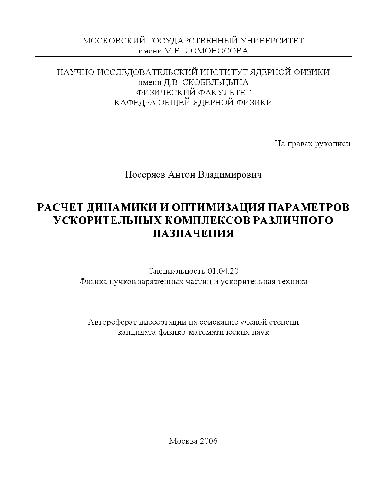 МОСКОВСКИЙ ГОСУДАРСТВЕННЫЙ УНИВЕРСИТЕТ
имени М.В.ЛОМОНОСОВА
НАУЧНО-ИССЛЕДОВАТЕЛЬСКИЙ ИНСТИТУТ ЯДЕРНОЙ ФИЗИКИ
имени Д.В. СКОБЕЛЬЦЫНА
ФИЗИЧЕСКИЙ ФАКУЛЬТЕТ
КАФЕДРА ОБЩЕЙ ЯДЕРНОЙ ФИЗИКИ
На правах рукописи
Посеряев Антон Владимирович
РАСЧЕТ ДИНАМИКИ И ОПТИМИЗАЦИЯ ПАРАМЕТРОВ
УСКОРИТЕЛЬНЫХ КОМПЛЕКСОВ РАЗЛИЧНОГО
НАЗНАЧЕНИЯ
Специальность 01.04.20
Физика пучков заряженных частиц и ускорительная техника
Автореферат диссертации на соискание ученой степени
кандидата физико-математических наук
Москва 2006